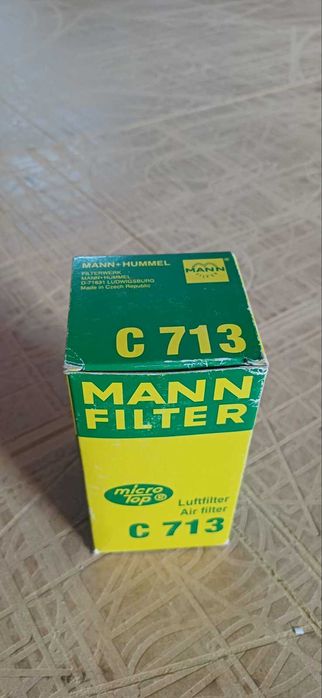 MANN+HUMMEL
FILTERWERK
MANN+HUMMEL
D-71631 LUDWIGSBURG
Made in Czech Republic
MANN
FILTER
®
C 713
MANN
FILTER
micro
Top
Luftfilter
Air filter
C 713